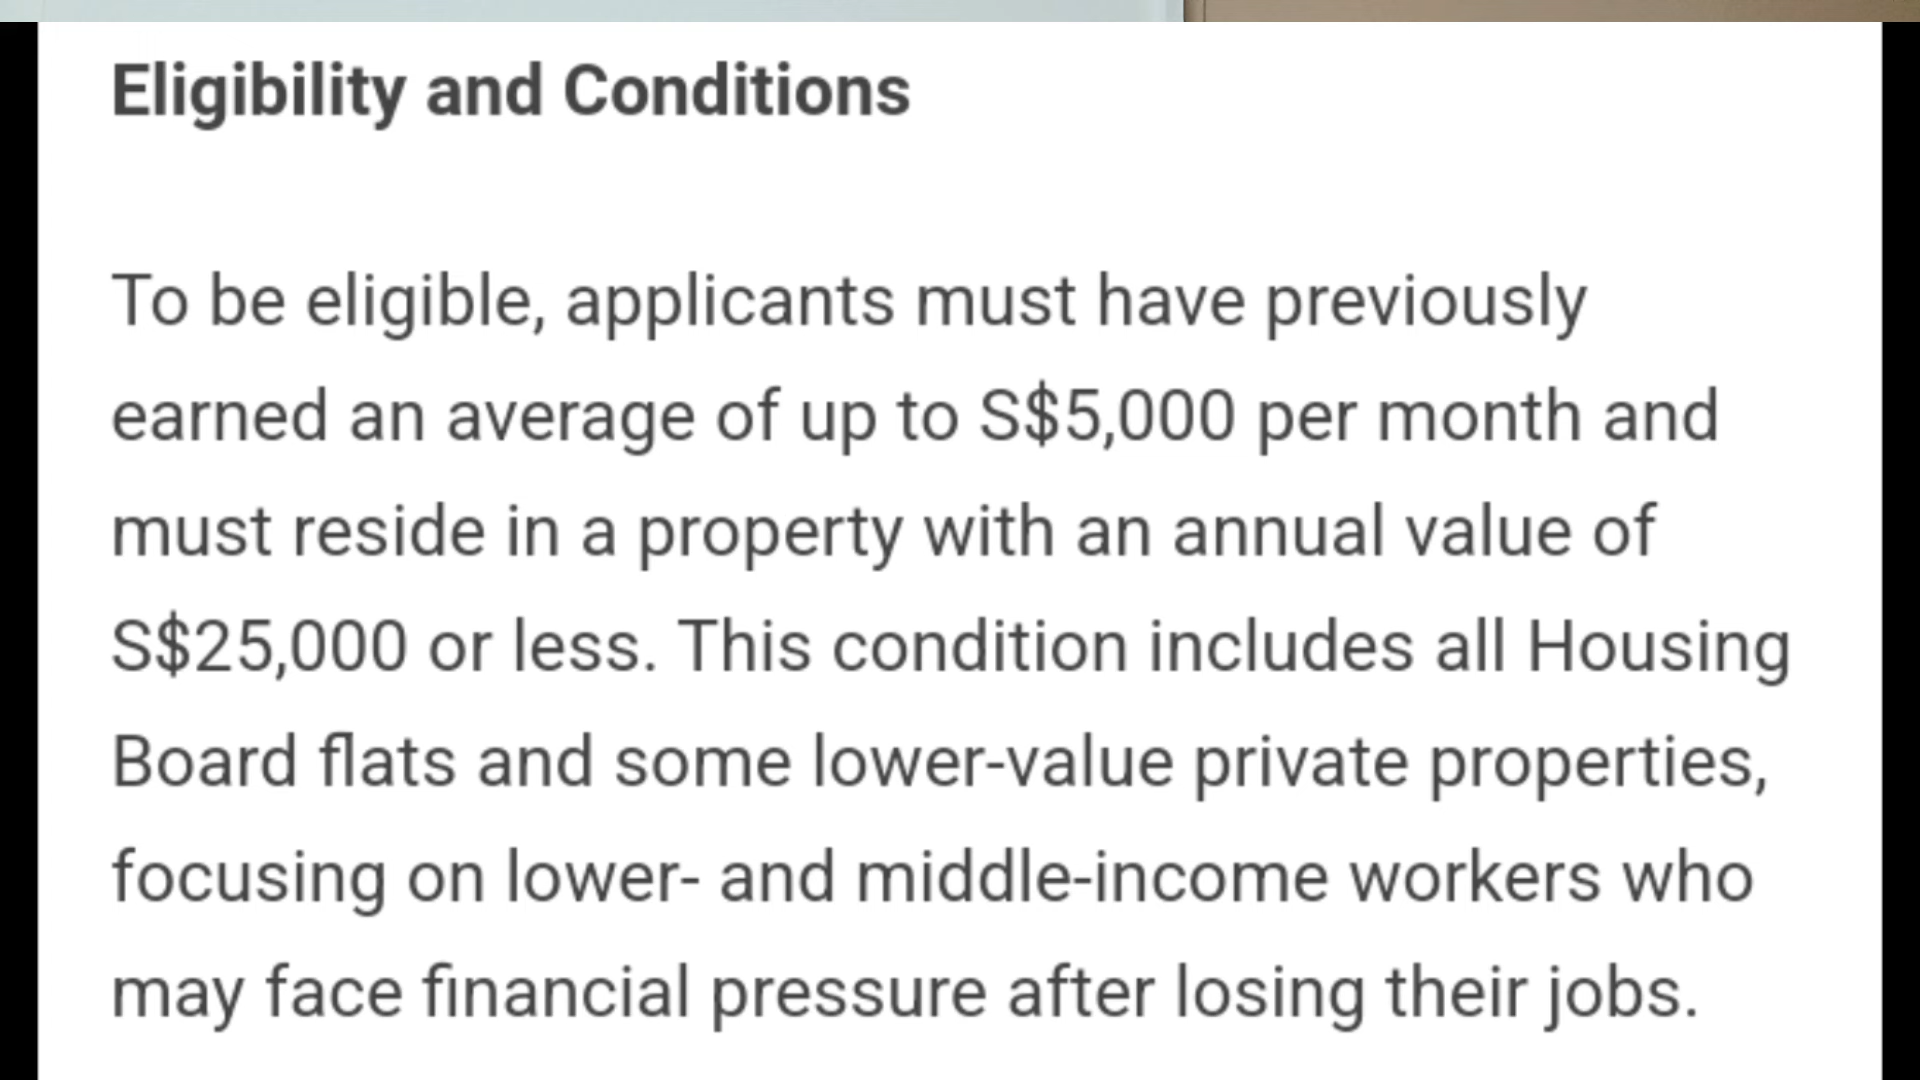 Eligibility and Conditions
To be eligible, applicants must have previously
earned an average of up to S$5,000 per month and
must reside in a property with an annual value of
S$25,000 or less. This condition includes all Housing
Board flats and some lower-value private properties,
focusing on lower- and middle-income workers who
may face financial pressure after losing their jobs.